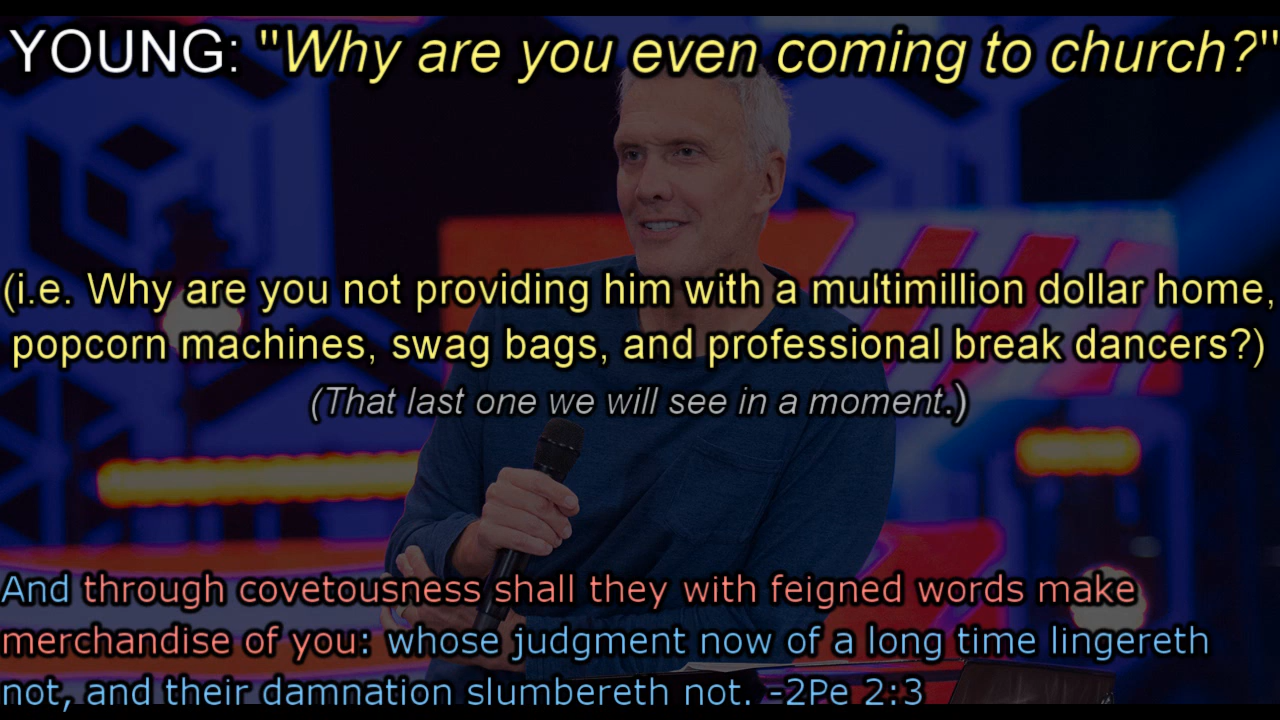 YOUNG: "Why are you even coming to church?"
(i.e. Why are you not providing him with a multimillion dollar home,
popcorn machines, swag bags, and professional break dancers?)
(That last one we will see in a moment.)
And through covetousness shall they with feigned words make
merchandise of you: whose judgment now of a long time lingereth
not, and their damnation slumbereth not. -2Pe 2:3